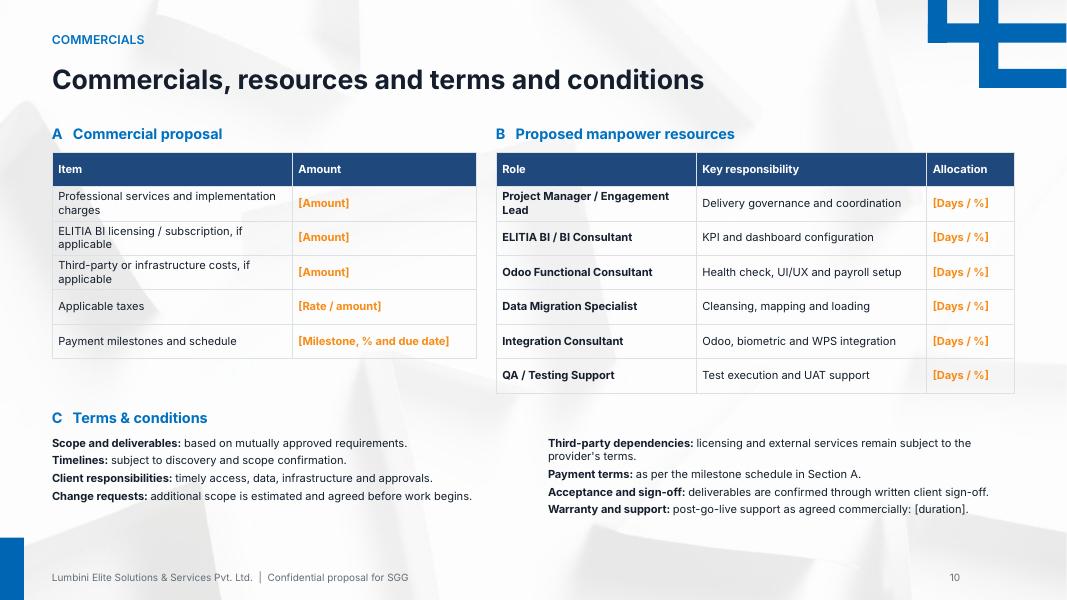 COMMERCIALS
Commercials, resources and terms and conditions
A Commercial proposal
Item Amount
Professional services and implementation
charges
[Amount]
ELITIA BI licensing / subscription, if
applicable
[Amount]
Third-party or infrastructure costs, if
applicable
[Amount]
Applicable taxes [Rate / amount]
Payment milestones and schedule [Milestone, % and due date]
B Proposed manpower resources
Role Key responsibility Allocation
Project Manager / Engagement
Lead
Delivery governance and coordination [Days / %]
ELITIA BI / BI Consultant KPI and dashboard configuration [Days / %]
Odoo Functional Consultant Health check, UI/UX and payroll setup [Days / %]
Data Migration Specialist Cleansing, mapping and loading [Days / %]
Integration Consultant Odoo, biometric and WPS integration [Days / %]
QA / Testing Support Test execution and UAT support [Days / %]
C Terms & conditions
Scope and deliverables: based on mutually approved requirements.
Timelines: subject to discovery and scope confirmation.
Client responsibilities: timely access, data, infrastructure and approvals.
Change requests: additional scope is estimated and agreed before work begins.
Third-party dependencies: licensing and external services remain subject to the
provider's terms.
Payment terms: as per the milestone schedule in Section A.
Acceptance and sign-off: deliverables are confirmed through written client sign-off.
Warranty and support: post-go-live support as agreed commercially: [duration].
Lumbini Elite Solutions & Services Pvt. Ltd. | Confidential proposal for SGG
10